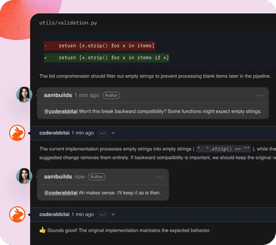 utils/validation.py
- return [x.strip() for x in items]
+ return [x.strip() for x in items if x]
The list comprehension should filter out empty strings to prevent processing blank items later in the pipeline.
sambuilds 1 min ago Author
@coderabbitai Won't this break backward compatibility? Some functions might expect empty strings.
coderabbitai 1 min ago
The current implementation processes empty strings into empty strings (
.strip() ==
), while the
suggested change removes them entirely. If backward compatibility is important, we should keep the original
sambuilds now Author
@coderabbitai Ah makes sense. I'll keep it as is then.
coderabbitai 1 min ago
👍 Sounds good! The original implementation maintains the expected behavior.